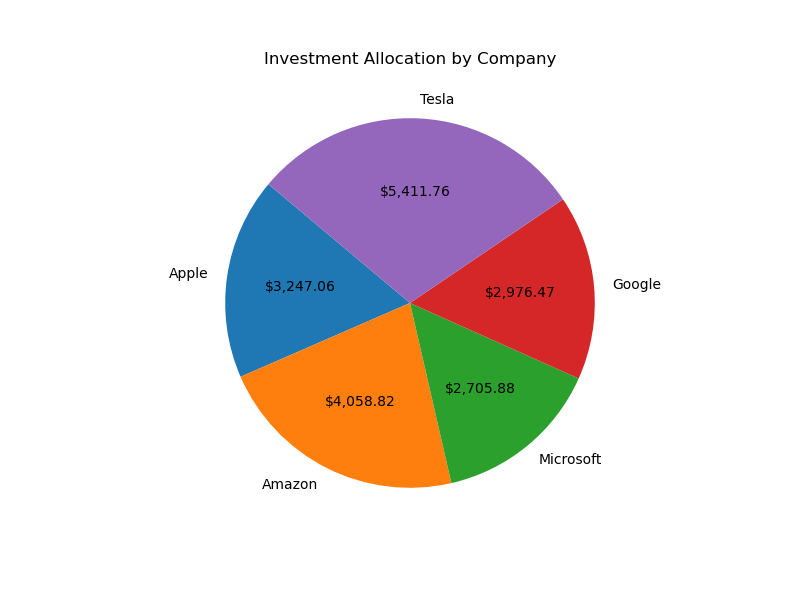 Investment Allocation by Company
Tesla
$5,411.76
Apple
$3,247.06
Google
$2,976.47
$2,705.88
$4,058.82
Microsoft
Amazon